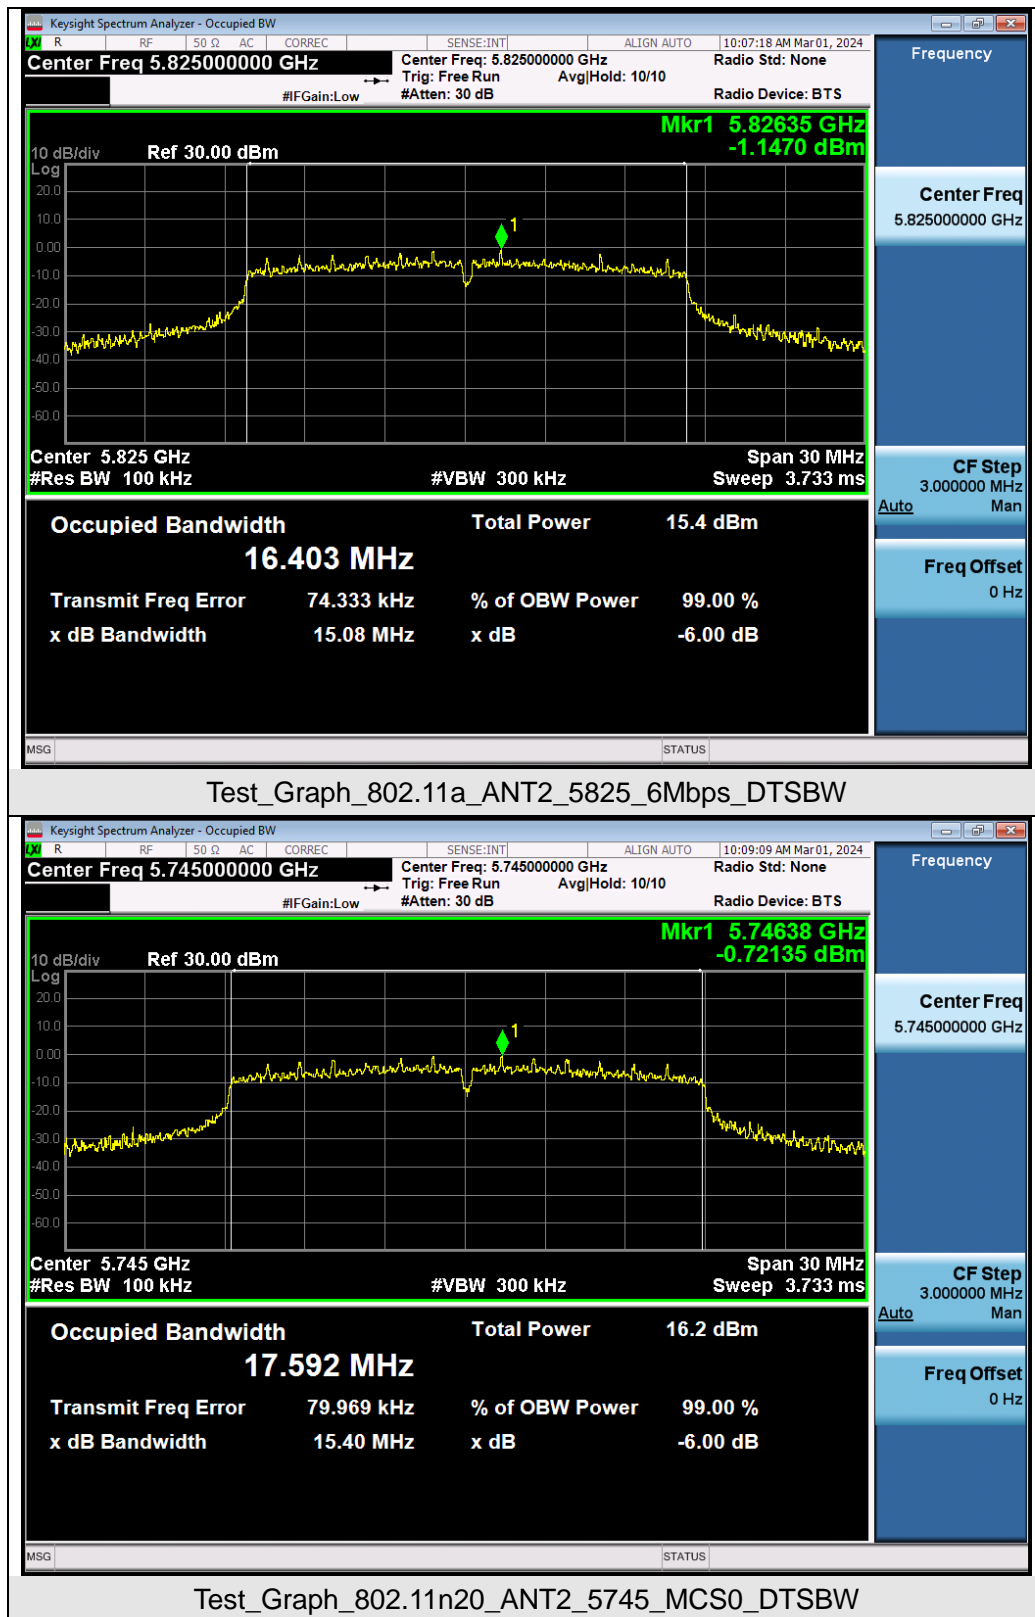 Keysight Spectrum Analyzer - Occupied BW
LXI R RF 50 Ω AC CORREC SENSE:INT ALIGN AUTO 10:07:18 AM Mar 01, 2024
Center Freq 5.825000000 GHz
Center Freq: 5.825000000 GHz Radio Std: None
Trig: Free Run Avg|Hold: 10/10
#IFGain:Low #Atten: 30 dB Radio Device: BTS
Frequency
Mkr1 5.82635 GHz
-1.1470 dBm
10 dB/div Ref 30.00 dBm
Log
20.0
10.0
0.00
-10.0
-20.0
-30.0
-40.0
-50.0
-60.0
1
Center 5.825 GHz Span 30 MHz
#Res BW 100 kHz #VBW 300 kHz Sweep 3.733 ms
Center Freq
5.825000000 GHz
CF Step
3.000000 MHz
Auto Man
Freq Offset
0 Hz
Occupied Bandwidth Total Power 15.4 dBm
16.403 MHz
Transmit Freq Error 74.333 kHz % of OBW Power 99.00 %
x dB Bandwidth 15.08 MHz x dB -6.00 dB
MSG STATUS
Test_Graph_802.11a_ANT2_5825_6Mbps_DTSBW
Keysight Spectrum Analyzer - Occupied BW
LXI R RF 50 Ω AC CORREC SENSE:INT ALIGN AUTO 10:09:09 AM Mar 01, 2024
Center Freq 5.745000000 GHz
Center Freq: 5.745000000 GHz Radio Std: None
Trig: Free Run Avg|Hold: 10/10
#IFGain:Low #Atten: 30 dB Radio Device: BTS
Frequency
Mkr1 5.74638 GHz
-0.72135 dBm
10 dB/div Ref 30.00 dBm
Log
20.0
10.0
0.00
-10.0
-20.0
-30.0
-40.0
-50.0
-60.0
1
Center 5.745 GHz Span 30 MHz
#Res BW 100 kHz #VBW 300 kHz Sweep 3.733 ms
Center Freq
5.745000000 GHz
CF Step
3.000000 MHz
Auto Man
Freq Offset
0 Hz
Occupied Bandwidth Total Power 16.2 dBm
17.592 MHz
Transmit Freq Error 79.969 kHz % of OBW Power 99.00 %
x dB Bandwidth 15.40 MHz x dB -6.00 dB
MSG STATUS
Test_Graph_802.11n20_ANT2_5745_MCS0_DTSBW